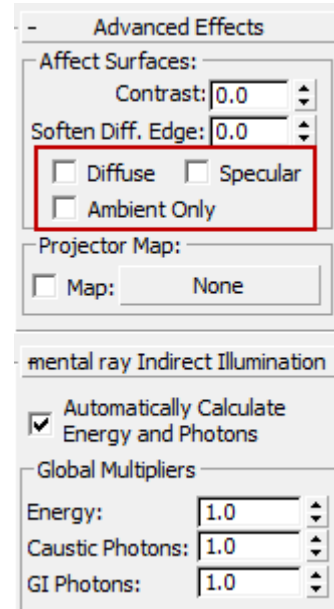 - Advanced Effects
Affect Surfaces:
Contrast: 0.0
Soften Diff. Edge: 0.0
Diffuse Specular
Ambient Only
Projector Map:
Map: None
mental ray Indirect Illumination
Automatically Calculate
Energy and Photons
Global Multipliers
Energy: 1.0
Caustic Photons: 1.0
GI Photons: 1.0